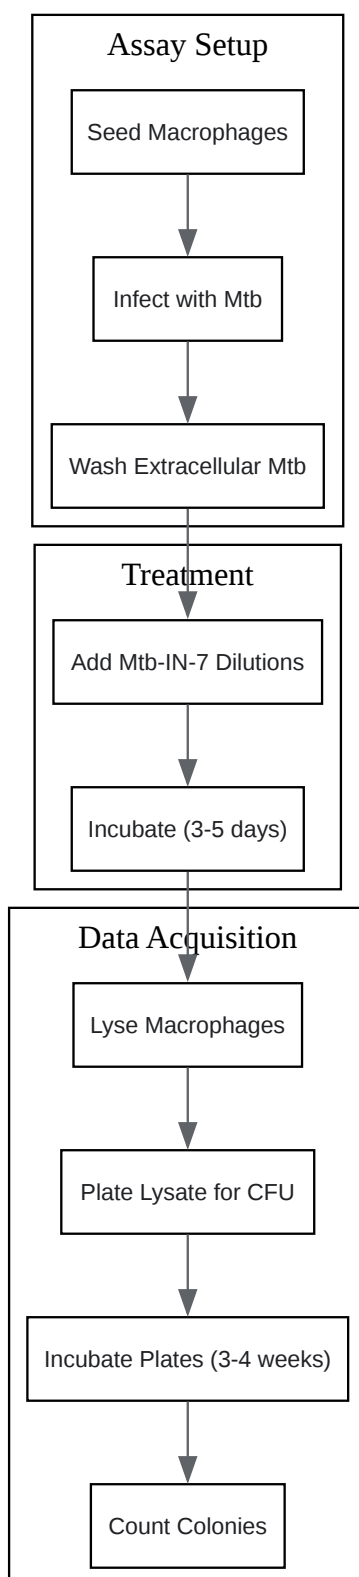 Assay Setup
Seed Macrophages
Infect with Mtb
Wash Extracellular Mtb
Treatment
Add Mtb-IN-7 Dilutions
Incubate (3-5 days)
Data Acquisition
Lyse Macrophages
Plate Lysate for CFU
Incubate Plates (3-4 weeks)
Count Colonies